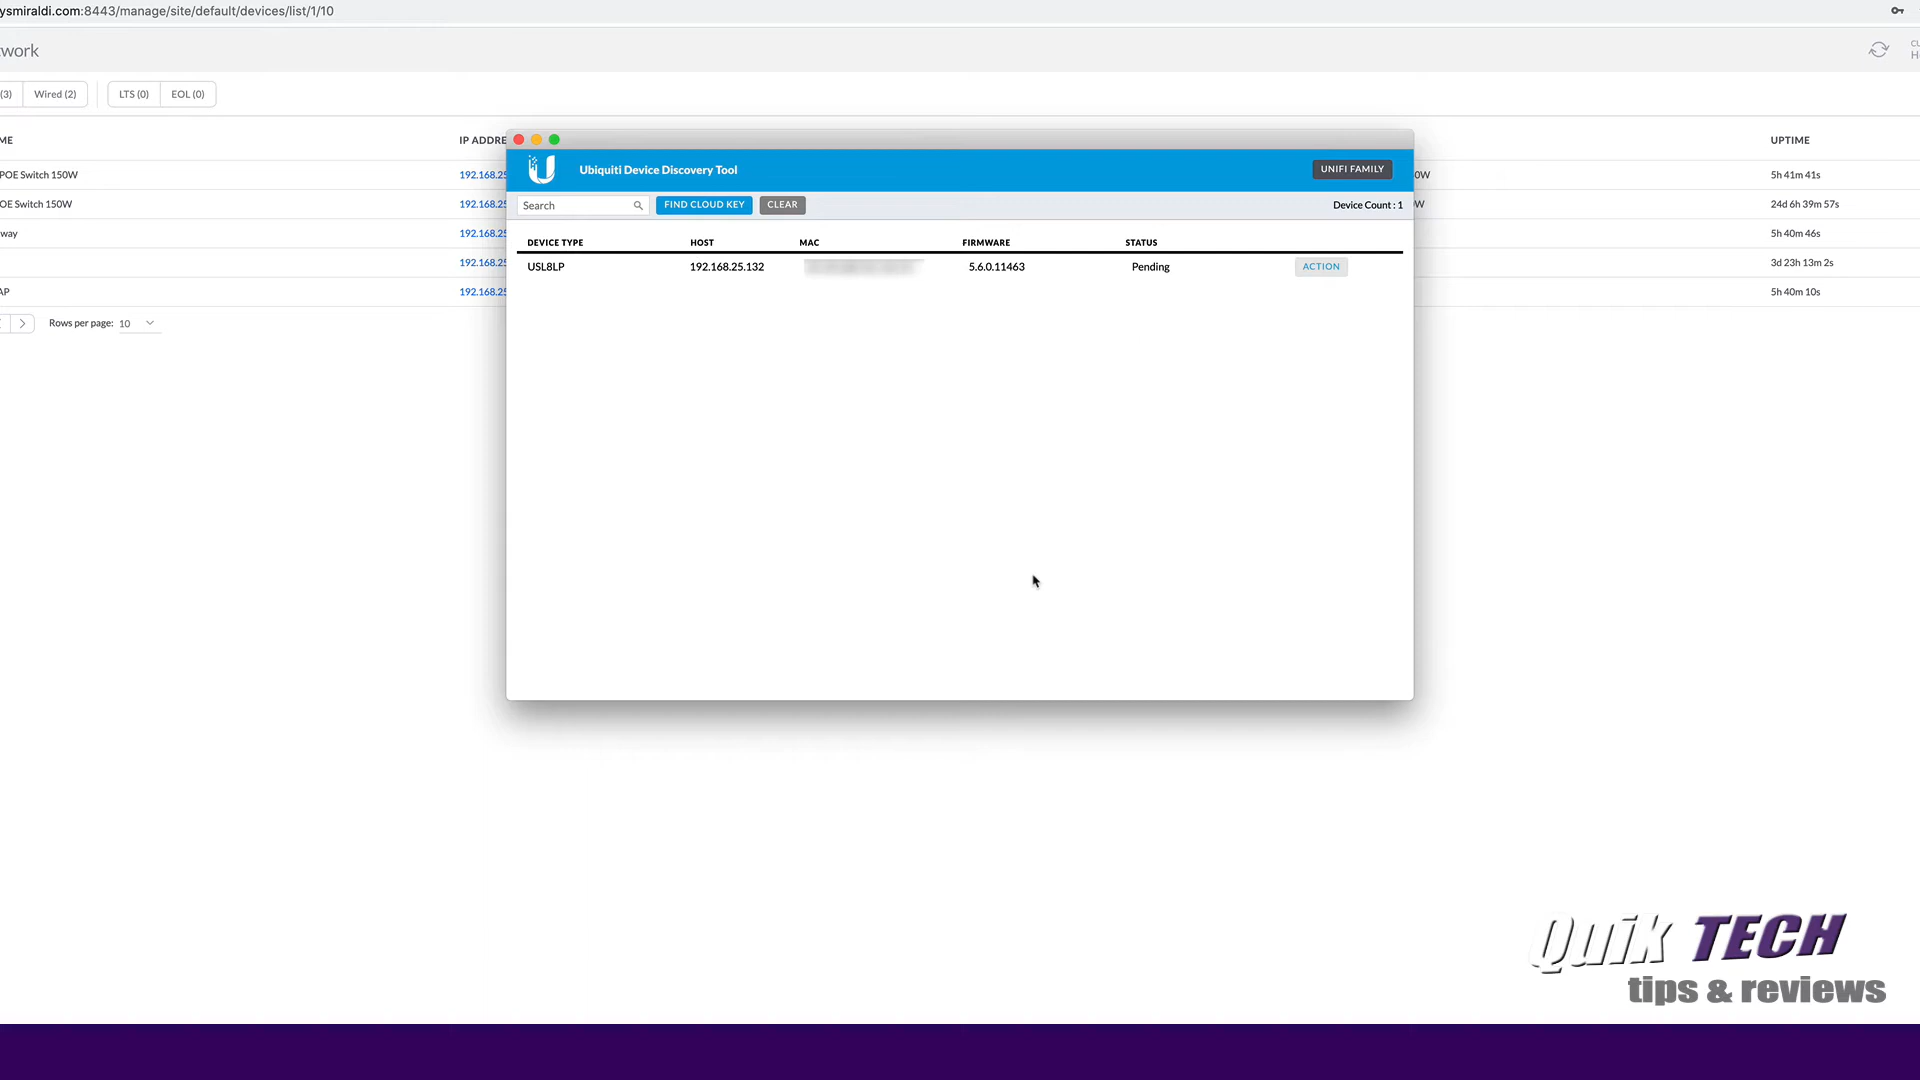 ysmiraldi.com:8443/manage/site/default/devices/list/1/10
twork
(3) Wired (2) LTS (0) EOL (0)
ME IP ADDRE UPTIME
POE Switch 150W 192.168.25 0W 5h 41m 41s
OE Switch 150W 192.168.25 W 24d 6h 39m 57s
way 192.168.25 5h 40m 46s
192.168.25 3d 23h 13m 2s
AP 192.168.25 5h 40m 10s
Rows per page: 10
Ubiquiti Device Discovery Tool UNIFI FAMILY
Search FIND CLOUD KEY CLEAR Device Count : 1
DEVICE TYPE HOST MAC FIRMWARE STATUS
USL8LP 192.168.25.132 5.6.0.11463 Pending ACTION
Quik TECH
tips & reviews